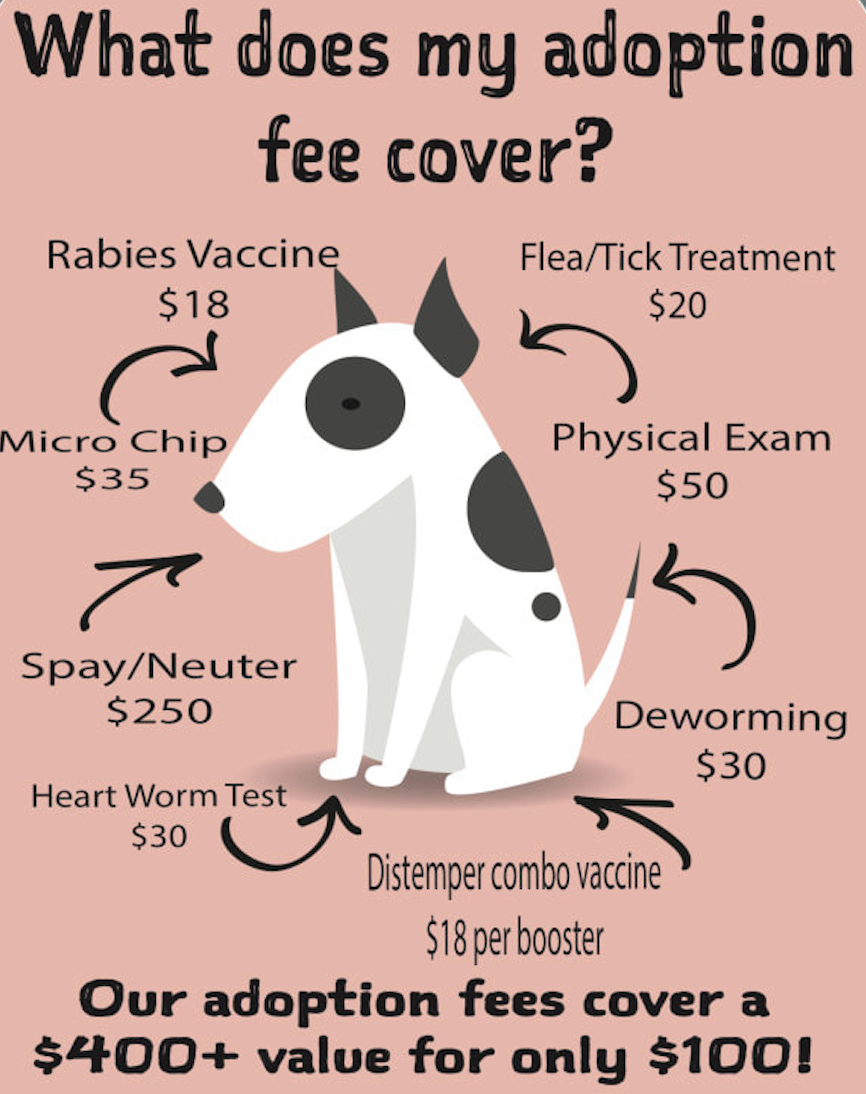 What does my adoption
fee cover?
Rabies Vaccine
$18
Flea/Tick Treatment
$20
Micro Chip
$35
Physical Exam
$50
Spay/Neuter
$250
Deworming
$30
Heart Worm Test
$30
Distemper combo vaccine
$18 per booster
Our adoption fees cover a
$400+ value for only $100!